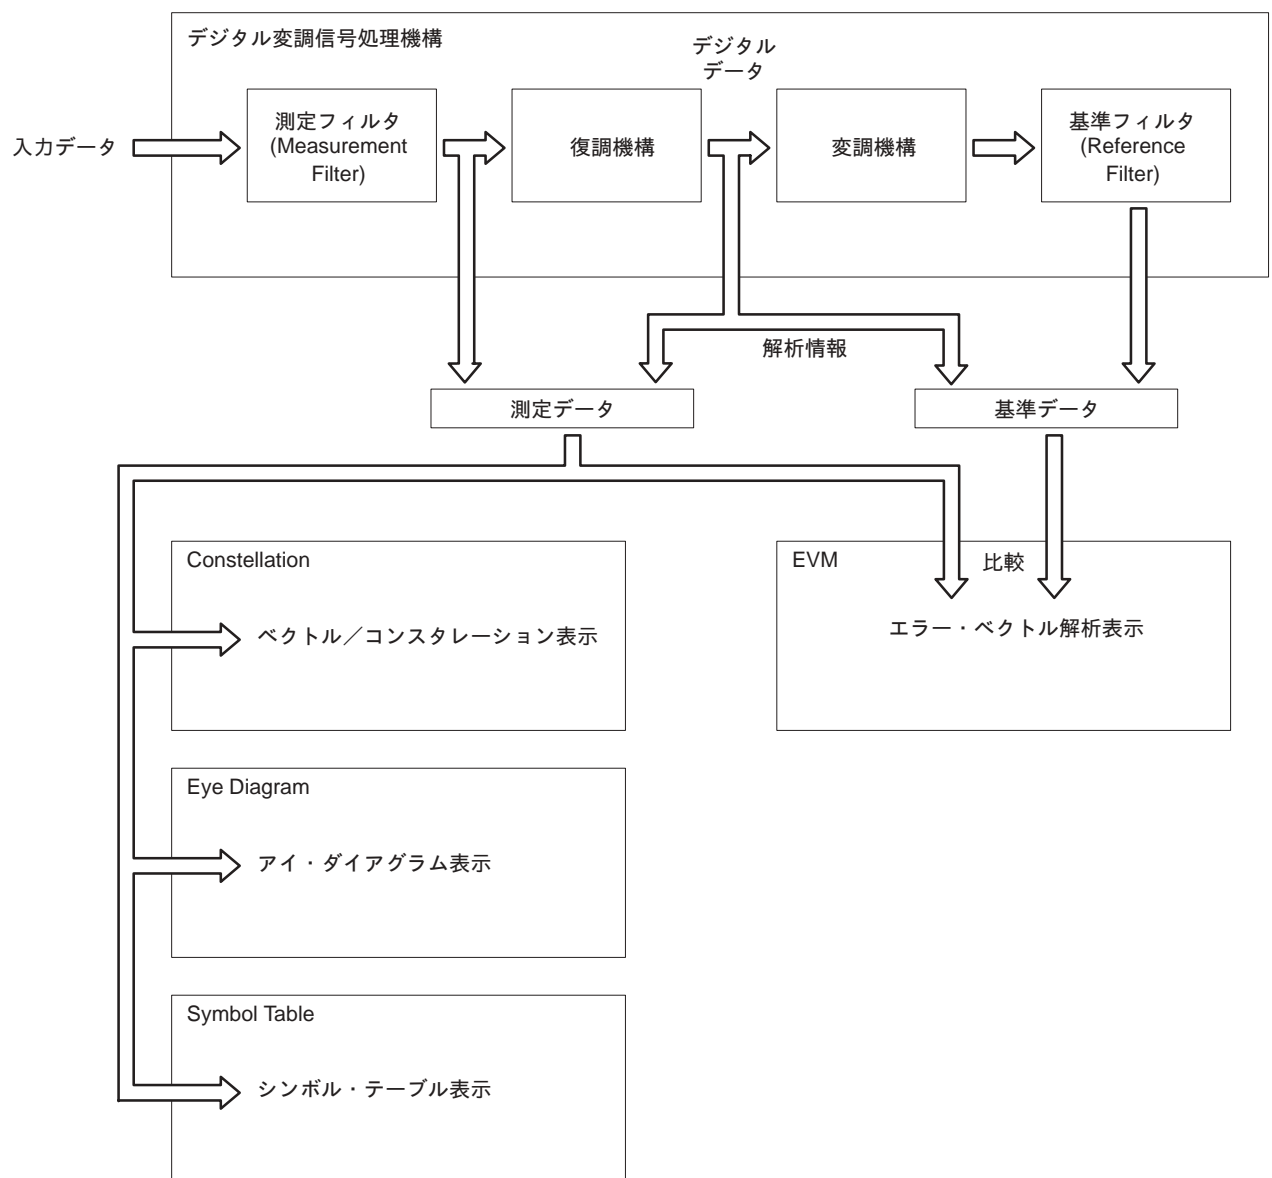 デジタル変調信号処理機構
デジタル
データ
入力データ
測定フィルタ
(Measurement
Filter)
復調機構
変調機構
基準フィルタ
(Reference
Filter)
解析情報
測定データ
基準データ
Constellation
ベクトル／コンスタレーション表示
EVM
比較
エラー・ベクトル解析表示
Eye Diagram
アイ・ダイアグラム表示
Symbol Table
シンボル・テーブル表示